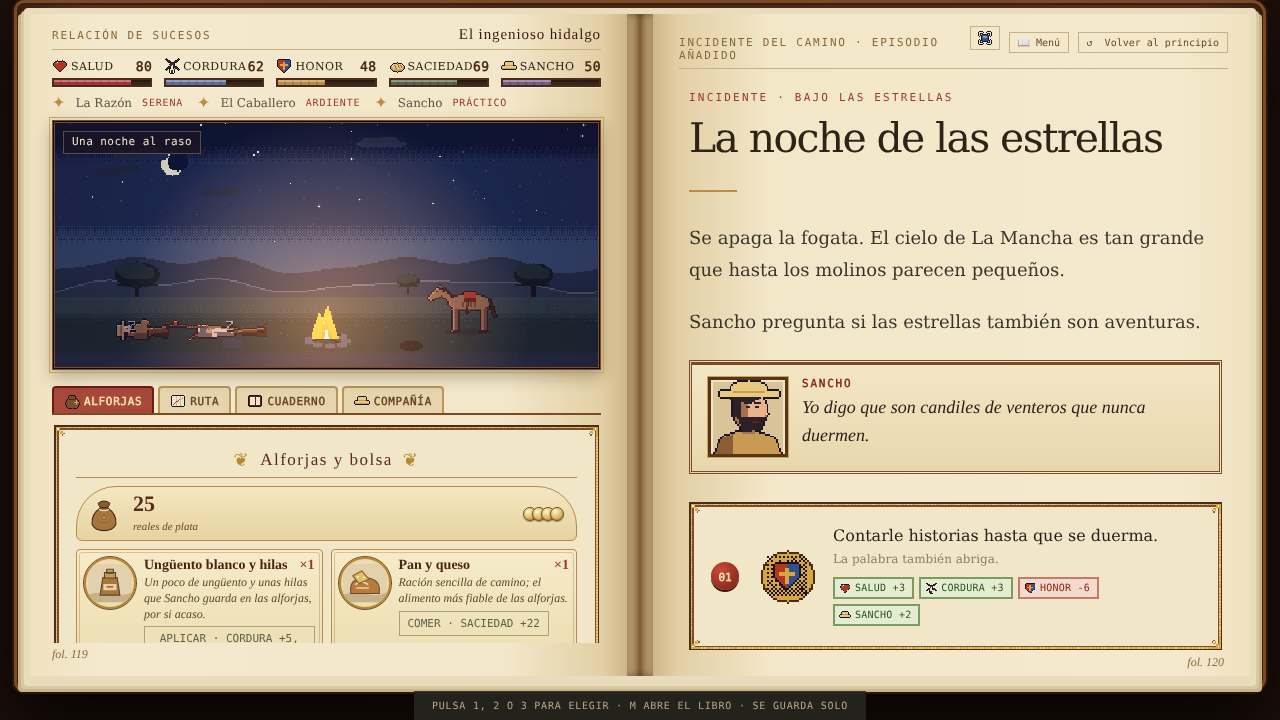 RELACIÓN DE SUCESOS
El ingenioso hidalgo
SALUD 80
CORDURA 62
HONOR 48
SACIEDAD 69
SANCHO 50
La Razón SERENA
El Caballero ARDIENTE
Sancho PRÁCTICO
Una noche al raso
ALFORJAS
RUTA
CUADERNO
COMPAÑÍA
Alforjas y bolsa
25
reales de plata
Ungüento blanco y hilas ×1
Un poco de ungüento y unas hilas
que Sancho guarda en las alforjas,
por si acaso.
APLICAR · CORDURA +5,
Pan y queso ×1
Ración sencilla de camino; el
alimento más fiable de las alforjas.
COMER · SACIEDAD +22
fol. 119
INCIDENTE DEL CAMINO · EPISODIO
AÑADIDO
Menú
↺ Volver al principio
INCIDENTE · BAJO LAS ESTRELLAS
La noche de las estrellas
Se apaga la fogata. El cielo de La Mancha es tan grande
que hasta los molinos parecen pequeños.
Sancho pregunta si las estrellas también son aventuras.
SANCHO
Yo digo que son candiles de venteros que nunca
duermen.
01
Contarle historias hasta que se duerma.
La palabra también abriga.
SALUD +3
CORDURA +3
HONOR -6
SANCHO +2
fol. 120
PULSA 1, 2 O 3 PARA ELEGIR · M ABRE EL LIBRO · SE GUARDA SOLO